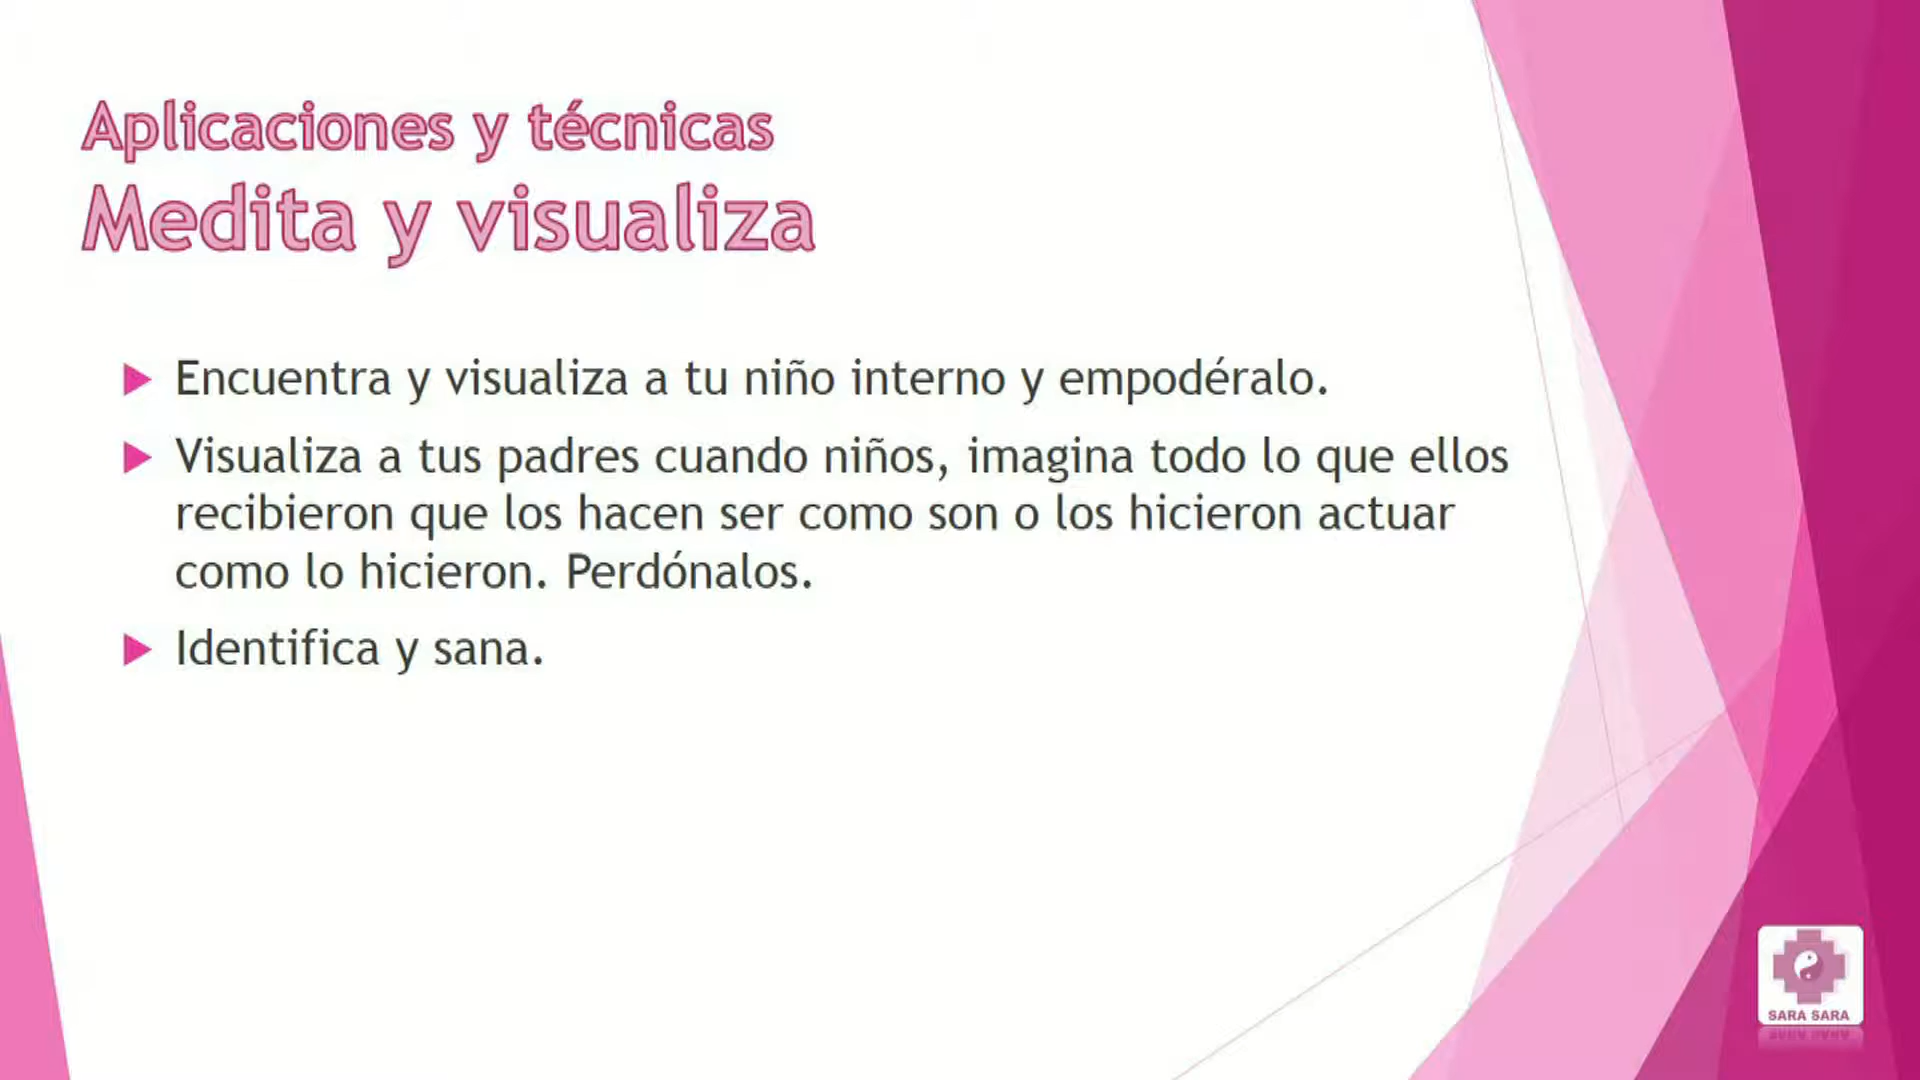 Aplicaciones y técnicas
Medita y visualiza
Encuentra y visualiza a tu niño interno y empodéralo.
Visualiza a tus padres cuando niños, imagina todo lo que ellos
recibieron que los hacen ser como son o los hicieron actuar
como lo hicieron. Perdónalos.
Identifica y sana.
SARA SARA